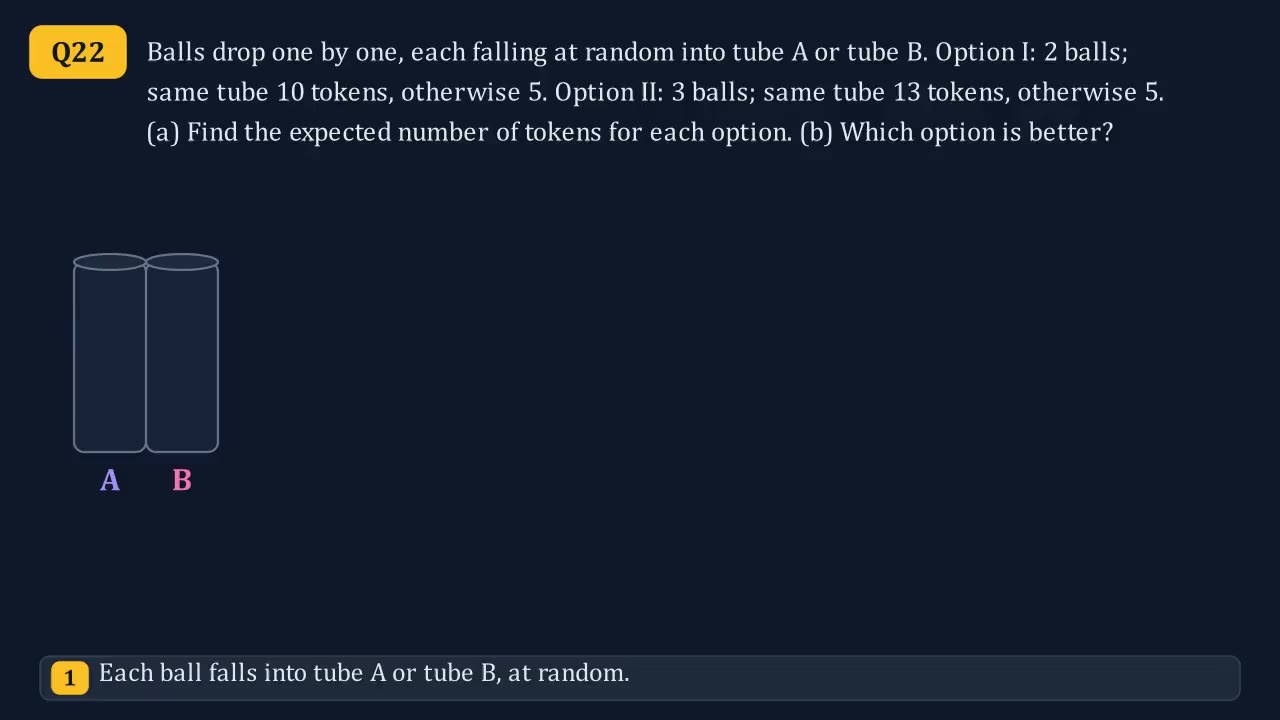 Q22
Balls drop one by one, each falling at random into tube A or tube B. Option I: 2 balls;
same tube 10 tokens, otherwise 5. Option II: 3 balls; same tube 13 tokens, otherwise 5.
(a) Find the expected number of tokens for each option. (b) Which option is better?
A B
1 Each ball falls into tube A or tube B, at random.